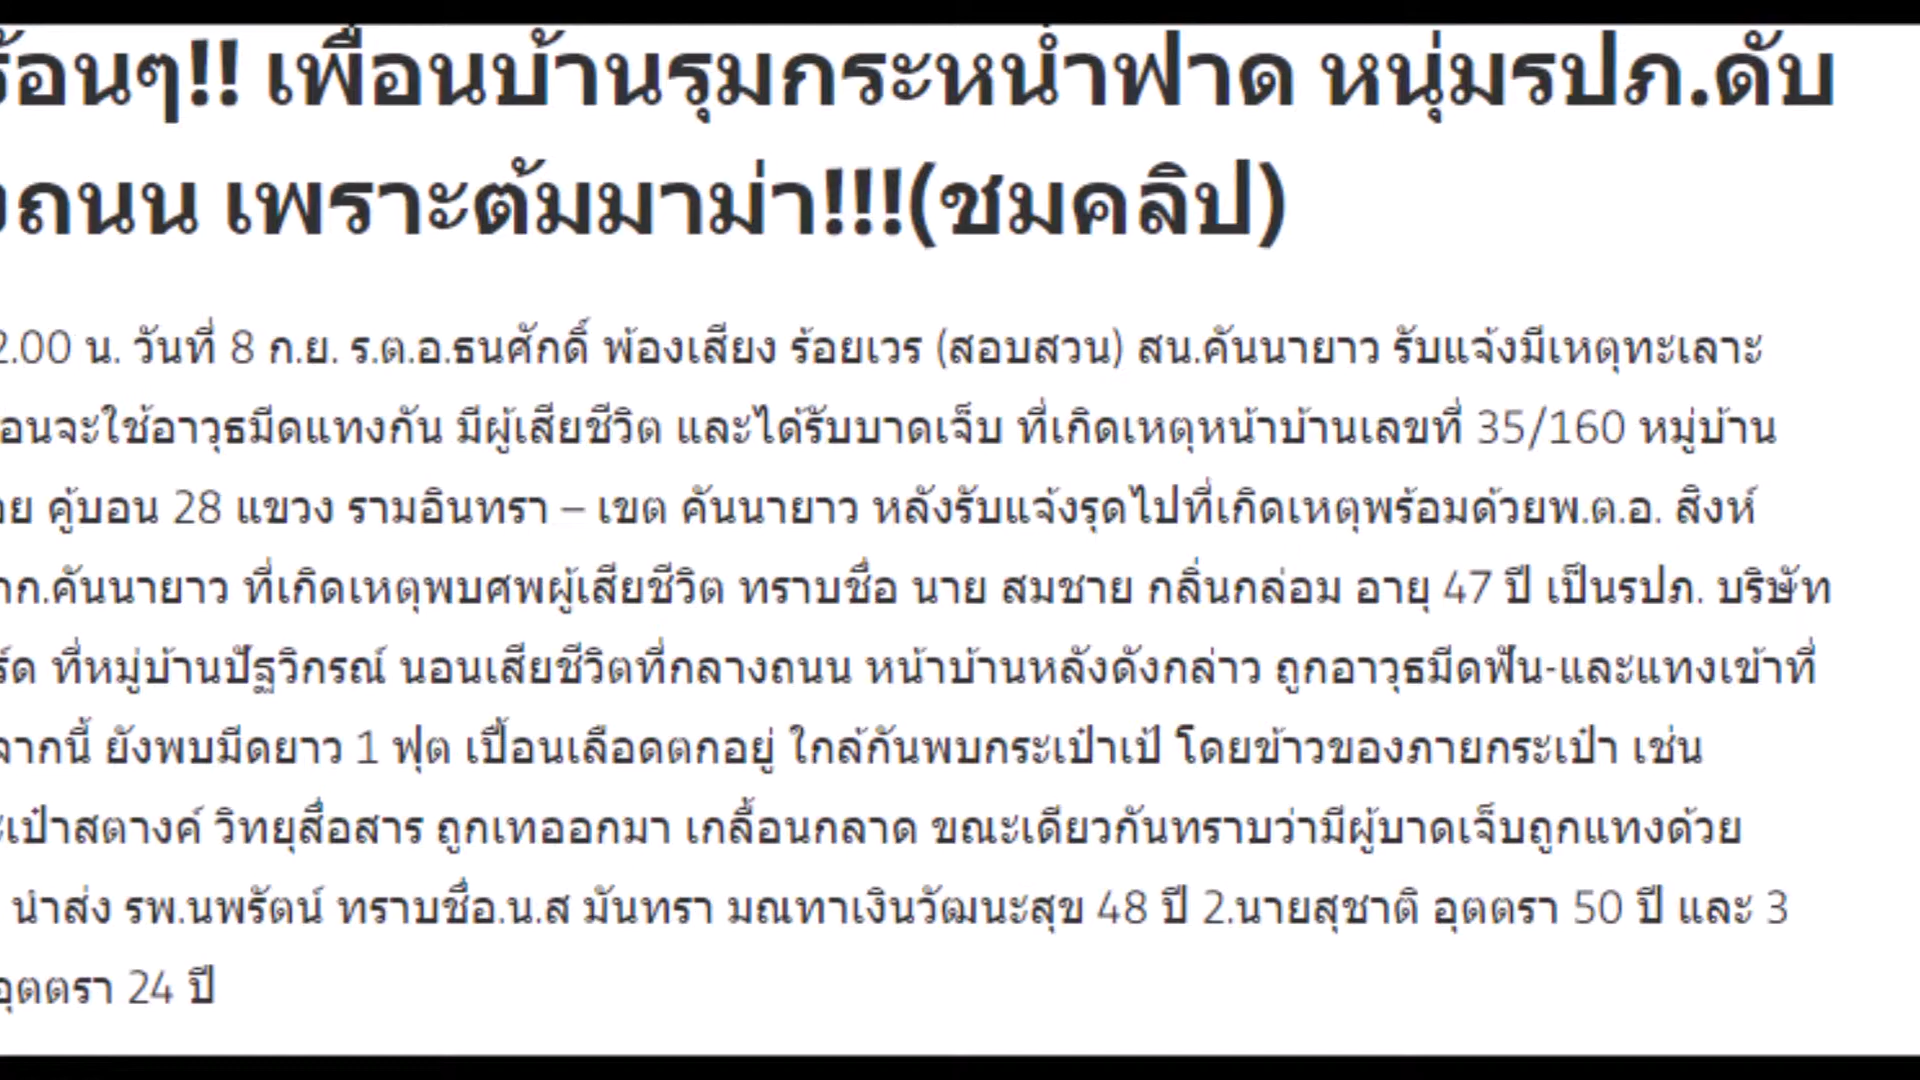 ร้อนๆ!! เพื่อนบ้านรุมกระหน่ำฟาด หนุ่มรปภ.ดับ
ถนน เพราะต้มมาม่า!!!(ชมคลิป)
2.00 น. วันที่ 8 ก.ย. ร.ต.อ.ธนศักดิ์ พ้องเสียง ร้อยเวร (สอบสวน) สน.คันนายาว รับแจ้งมีเหตุทะเลาะ
อนจะใช้อาวุธมีดแทงกัน มีผู้เสียชีวิต และได้รับบาดเจ็บ ที่เกิดเหตุหน้าบ้านเลขที่ 35/160 หมู่บ้าน
อย คู้บอน 28 แขวง รามอินทรา – เขต คันนายาว หลังรับแจ้งรุดไปที่เกิดเหตุพร้อมด้วยพ.ต.อ. สิงห์
าก.คันนายาว ที่เกิดเหตุพบศพผู้เสียชีวิต ทราบชื่อ นาย สมชาย กลิ่นกล่อม อายุ 47 ปี เป็นรปภ. บริษัท
ร์ด ที่หมู่บ้านปัฐวิกรณ์ นอนเสียชีวิตที่กลางถนน หน้าบ้านหลังดังกล่าว ถูกอาวุธมีดฟัน-และแทงเข้าที่
จากนี้ ยังพบมีดยาว 1 ฟุต เปื้อนเลือดตกอยู่ ใกล้กันพบกระเป๋าเป้ โดยข้าวของภายกระเป๋า เช่น
ะเป๋าสตางค์ วิทยุสื่อสาร ถูกเทออกมา เกลื้อนกลาด ขณะเดียวกันทราบว่ามีผู้บาดเจ็บถูกแทงด้วย
นำส่ง รพ.นพรัตน์ ทราบชื่อ.น.ส มันทรา มณทาเงินวัฒนะสุข 48 ปี 2.นายสุชาติ อุตตรา 50 ปี และ 3
อุตตรา 24 ปี